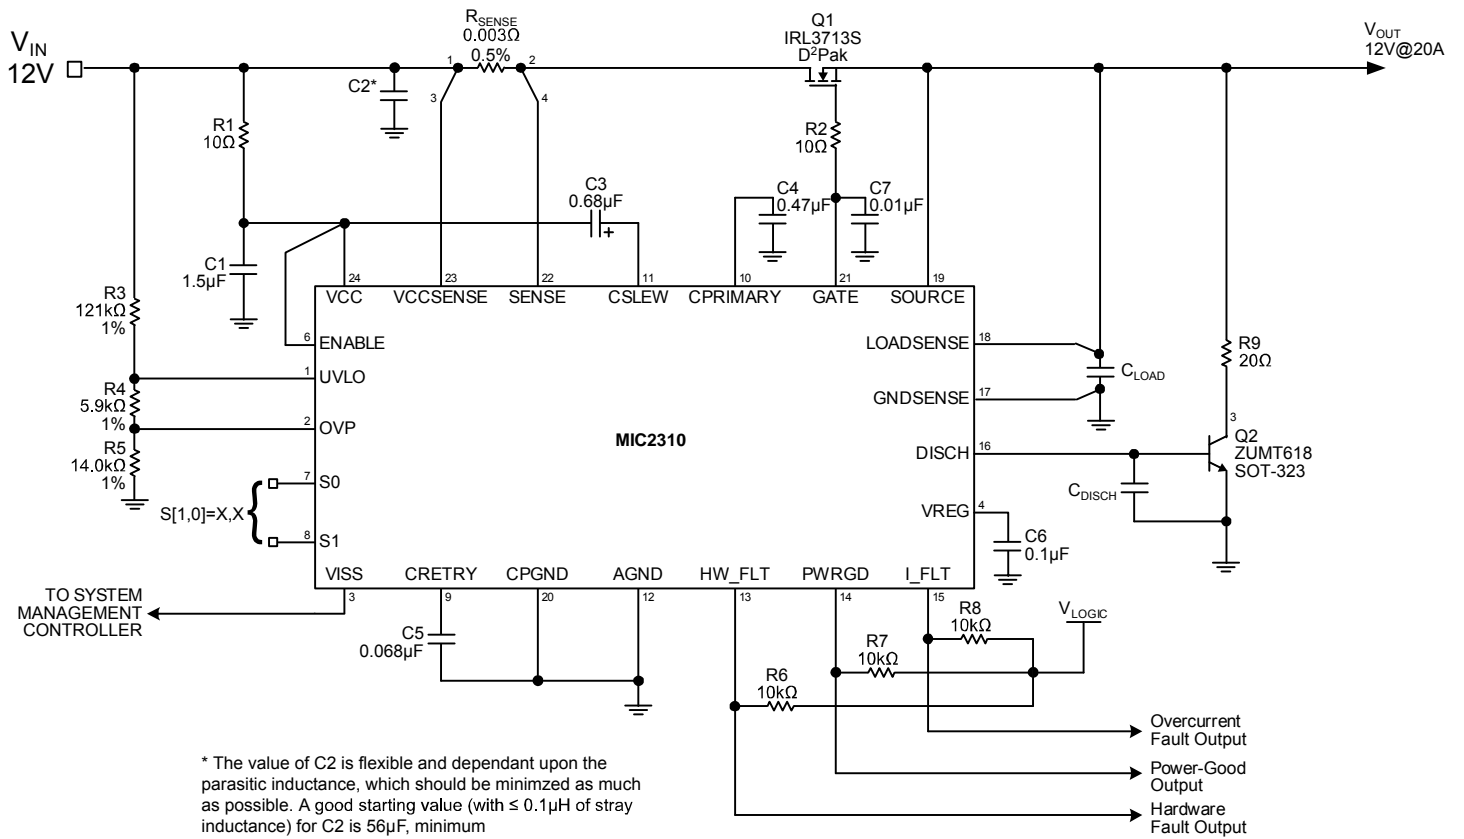 V_IN
12V
R_SENSE
0.003Ω
0.5%
1
2
3
4
C2*
Q1
IRL3713S
D²Pak
V_OUT
12V@20A
R1
10Ω
R2
10Ω
C3
0.68µF
+
C4
0.47µF
C7
0.01µF
C1
1.5µF
24
23
22
11
10
21
19
VCC
VCCSENSE
SENSE
CSLEW
CPRIMARY
GATE
SOURCE
R3
121kΩ
1%
6
ENABLE
1
UVLO
R4
5.9kΩ
1%
2
OVP
R5
14.0kΩ
1%
7
S0
S[1,0]=X,X
8
S1
MIC2310
LOADSENSE
18
GNDSENSE
17
C_LOAD
R9
20Ω
DISCH
16
3
Q2
ZUMT618
SOT-323
C_DISCH
VREG
4
C6
0.1µF
VISS
CRETRY
CPGND
AGND
HW_FLT
PWRGD
I_FLT
3
9
20
12
13
14
15
TO SYSTEM
MANAGEMENT
CONTROLLER
C5
0.068µF
R8
10kΩ
V_LOGIC
R7
10kΩ
R6
10kΩ
Overcurrent
Fault Output
Power-Good
Output
Hardware
Fault Output
* The value of C2 is flexible and dependant upon the
parasitic inductance, which should be minimzed as much
as possible. A good starting value (with ≤ 0.1µH of stray
inductance) for C2 is 56µF, minimum